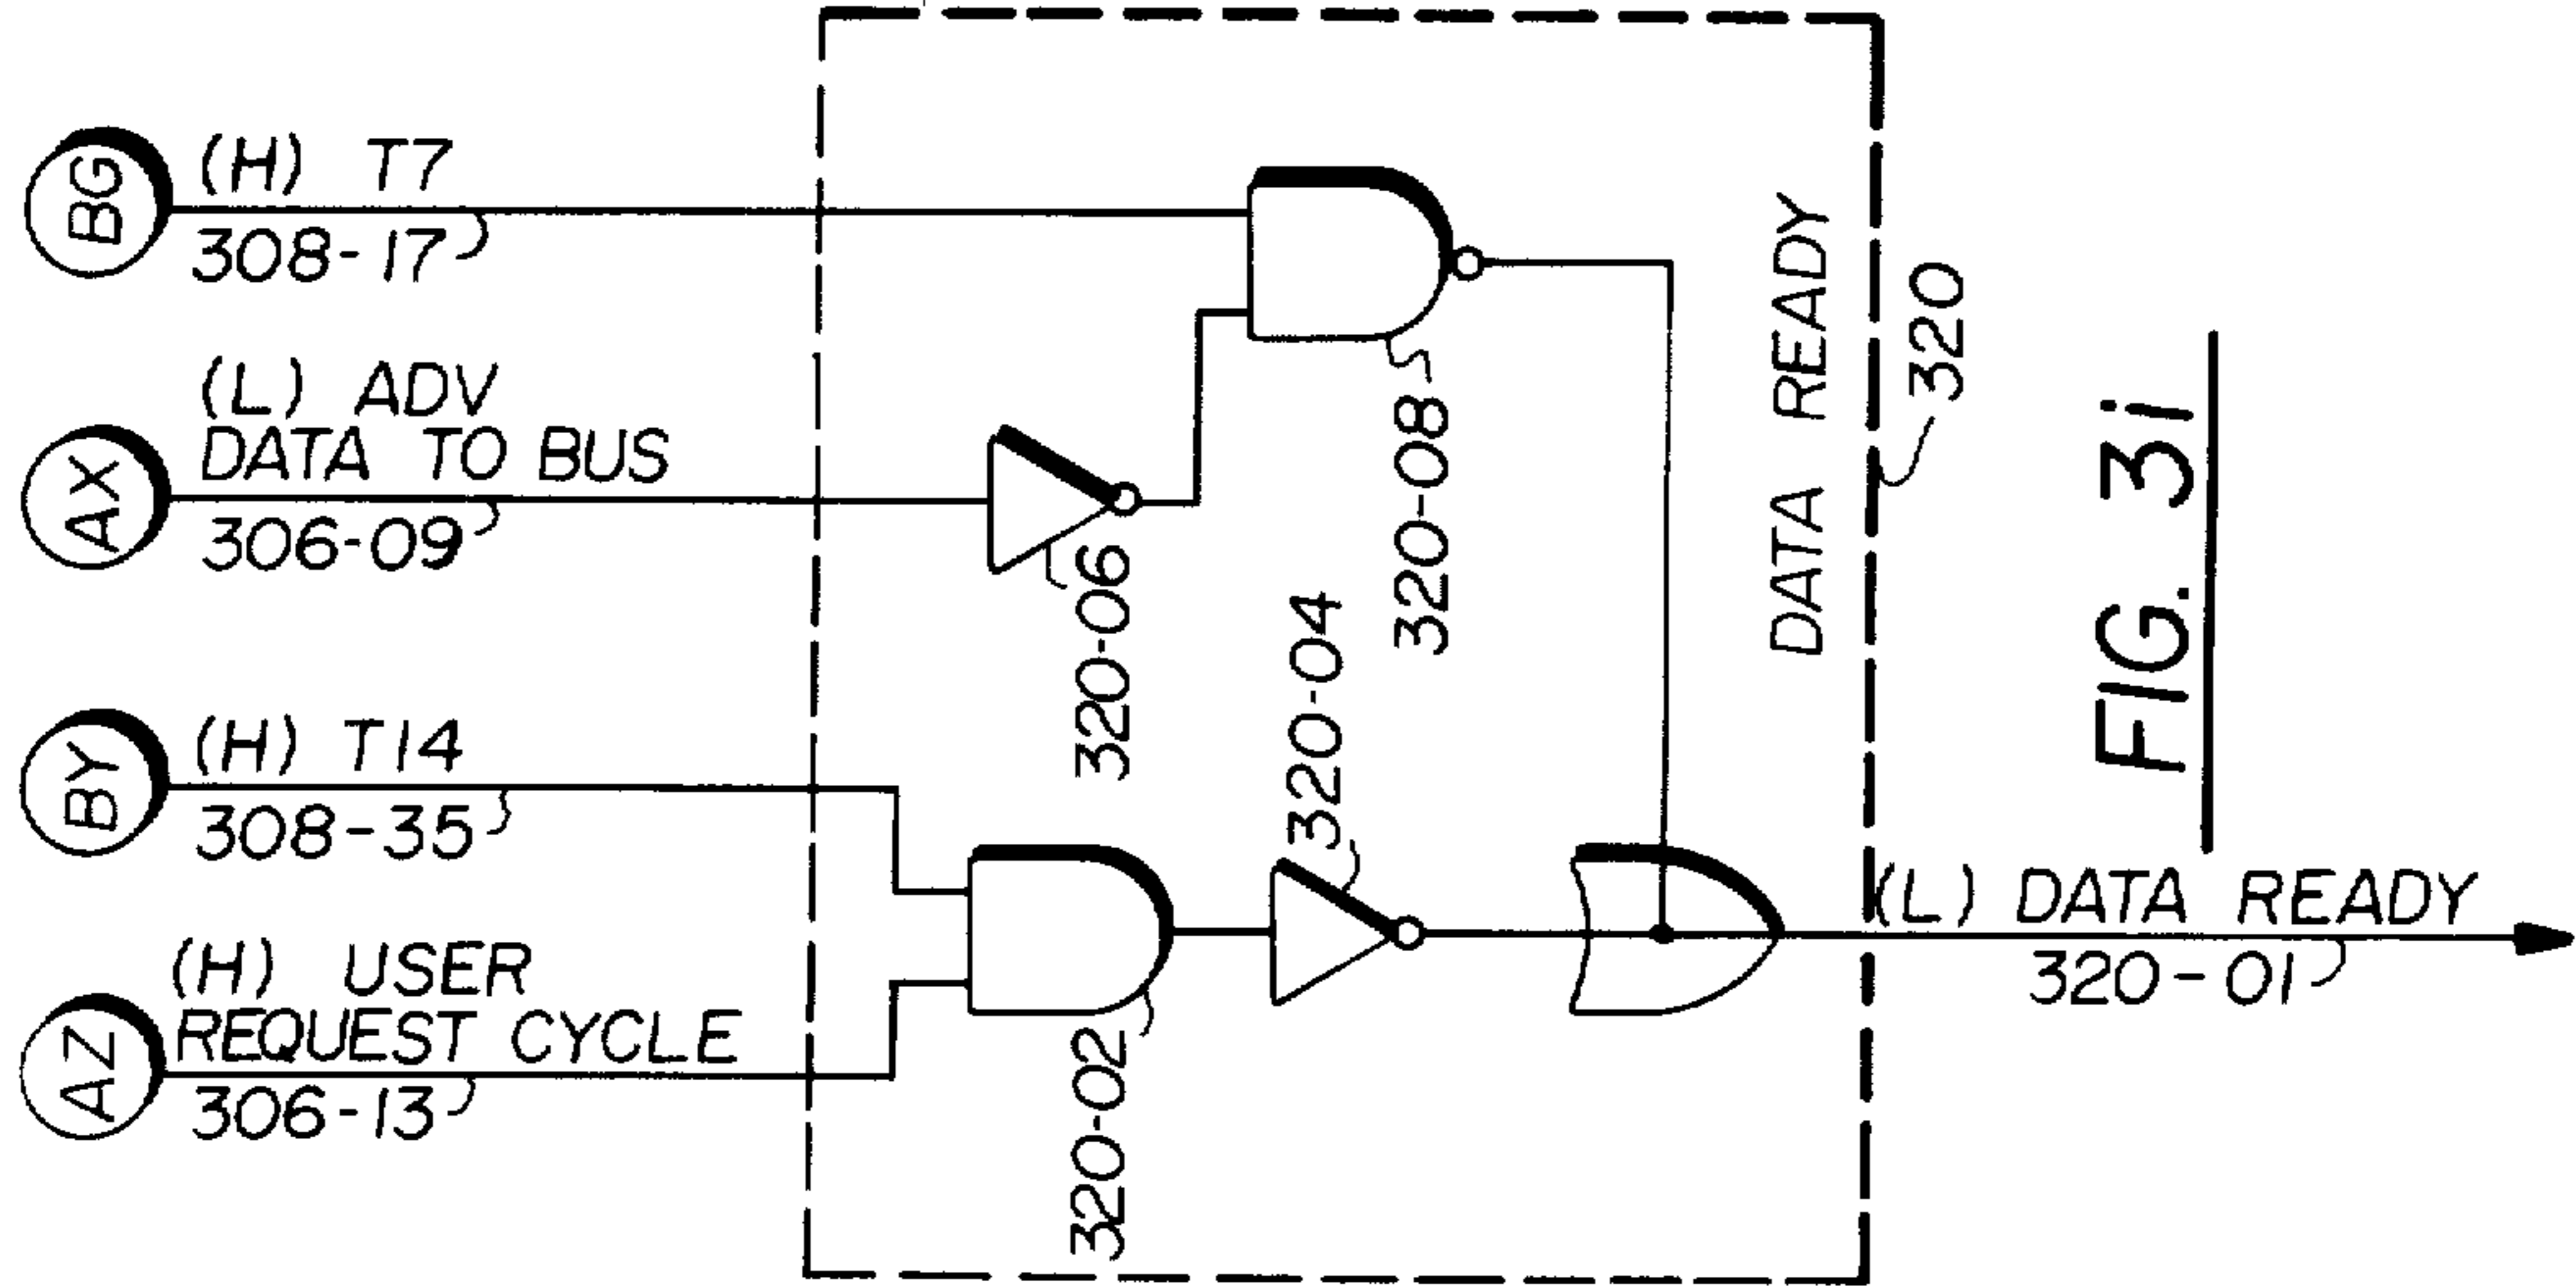 BG
(H) T7
308-17
AX
(L) ADV
DATA TO BUS
306-09
BY
(H) T14
308-35
AZ
(H) USER
REQUEST CYCLE
306-13
320-06
320-08
320-04
320-02
DATA READY
320
(L) DATA READY
320-01
FIG. 3i